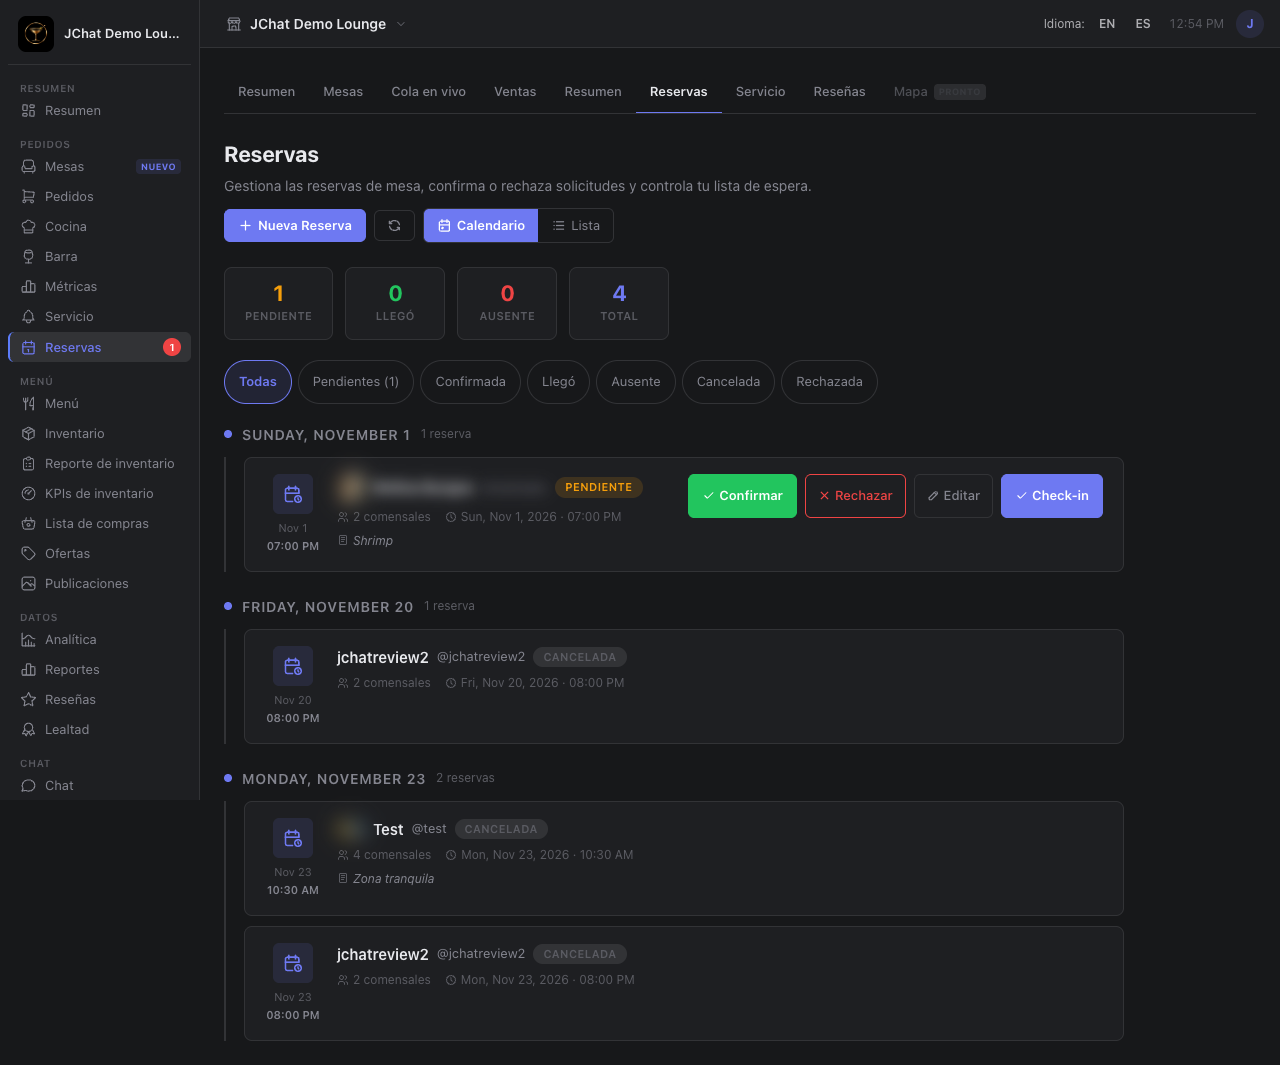 JChat Demo Lou...
RESUMEN
Resumen
PEDIDOS
Mesas NUEVO
Pedidos
Cocina
Barra
Métricas
Servicio
Reservas 1
MENÚ
Menú
Inventario
Reporte de inventario
KPIs de inventario
Lista de compras
Ofertas
Publicaciones
DATOS
Analítica
Reportes
Reseñas
Lealtad
CHAT
Chat
JChat Demo Lounge
Idioma: EN ES 12:54 PM J
Resumen Mesas Cola en vivo Ventas Resumen Reservas Servicio Reseñas Mapa PRONTO
Reservas
Gestiona las reservas de mesa, confirma o rechaza solicitudes y controla tu lista de espera.
+ Nueva Reserva Calendario Lista
1 0 0 4
PENDIENTE LLEGÓ AUSENTE TOTAL
Todas Pendientes (1) Confirmada Llegó Ausente Cancelada Rechazada
SUNDAY, NOVEMBER 1 1 reserva
Nov 1
07:00 PM
PENDIENTE
2 comensales Sun, Nov 1, 2026 · 07:00 PM
Shrimp
Confirmar Rechazar Editar Check-in
FRIDAY, NOVEMBER 20 1 reserva
Nov 20
08:00 PM
jchatreview2 @jchatreview2 CANCELADA
2 comensales Fri, Nov 20, 2026 · 08:00 PM
MONDAY, NOVEMBER 23 2 reservas
Nov 23
10:30 AM
Test @test CANCELADA
4 comensales Mon, Nov 23, 2026 · 10:30 AM
Zona tranquila
Nov 23
08:00 PM
jchatreview2 @jchatreview2 CANCELADA
2 comensales Mon, Nov 23, 2026 · 08:00 PM